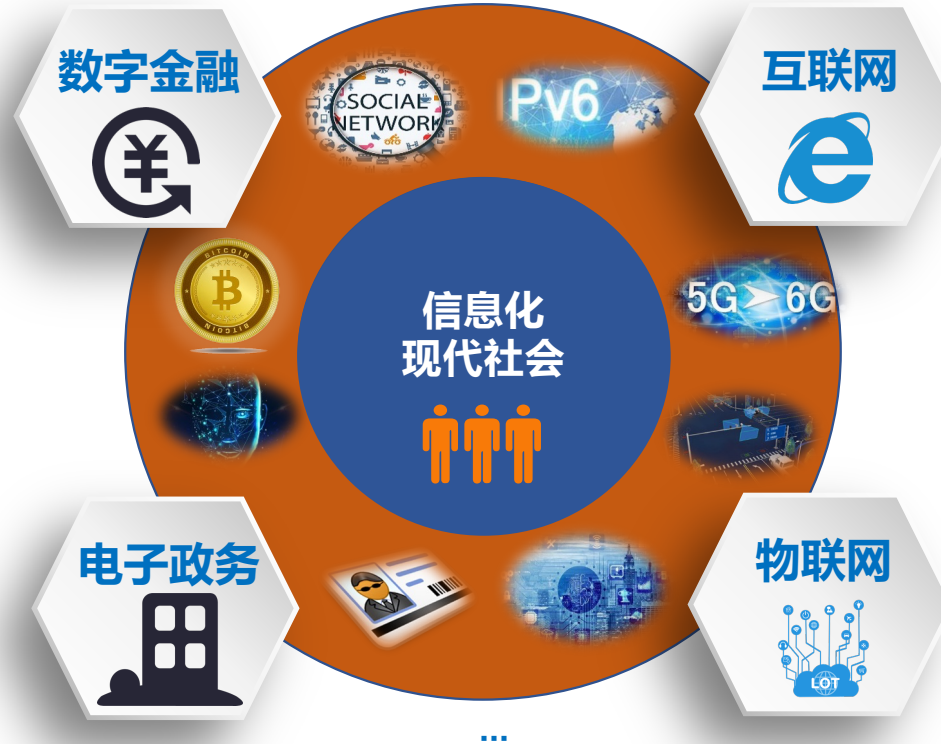 数字金融
互联网
SOCIAL
NETWORK
Pv6
BITCOIN
BITCOIN
5G
6G
信息化
现代社会
电子政务
物联网
LOT
...